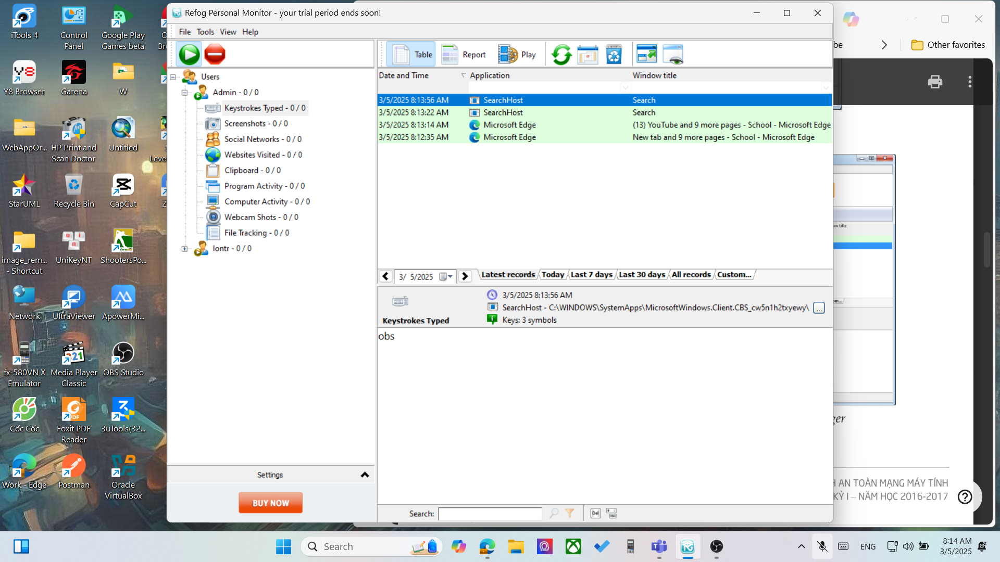 iTools 4
Control
Panel
Google Play
Games beta
Y8 Browser
Garena
W
WebAppOr...
HP Print and
Scan Doctor
Untitled
StarUML
Recycle Bin
CapCut
image_rem...
- Shortcut
UniKeyNT
ShootersPo...
Network
UltraViewer
ApowerMi...
fx-580VN X
Emulator
Media Player
Classic
OBS Studio
Cốc Cốc
Foxit PDF
Reader
3uTools(32...
Work - Edge
Postman
Oracle
VirtualBox
Refog Personal Monitor - your trial period ends soon!
File Tools View Help
Table Report Play
Users
Admin - 0 / 0
Keystrokes Typed - 0 / 0
Screenshots - 0 / 0
Social Networks - 0 / 0
Websites Visited - 0 / 0
Clipboard - 0 / 0
Program Activity - 0 / 0
Computer Activity - 0 / 0
Webcam Shots - 0 / 0
File Tracking - 0 / 0
lontr - 0 / 0
Settings
BUY NOW
Date and Time Application Window title
3/5/2025 8:13:56 AM SearchHost Search
3/5/2025 8:13:22 AM SearchHost Search
3/5/2025 8:13:14 AM Microsoft Edge (13) YouTube and 9 more pages - School - Microsoft Edge
3/5/2025 8:12:35 AM Microsoft Edge New tab and 9 more pages - School - Microsoft Edge
3/ 5/2025 Latest records Today Last 7 days Last 30 days All records Custom...
3/5/2025 8:13:56 AM
SearchHost - C:\WINDOWS\SystemApps\MicrosoftWindows.Client.CBS_cw5n1h2txyewy\ ...
Keystrokes Typed
Keys: 3 symbols
obs
Search:
Del
be
Other favorites
ow title
ger
H AN TOÀN MẠNG MÁY TÍNH
KỲ I – NĂM HỌC 2016-2017
Search
ENG
8:14 AM
3/5/2025